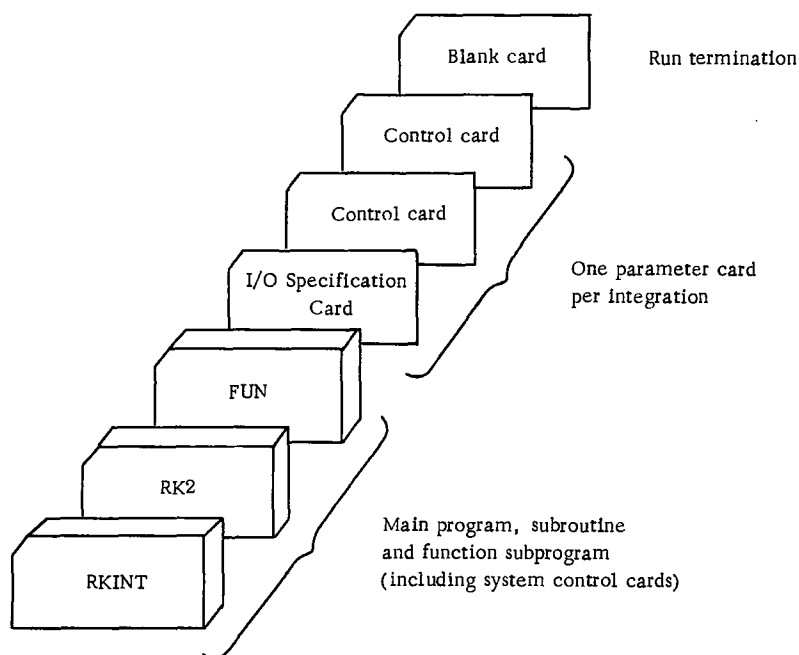 Blank card
Run termination
Control card
Control card
I/O Specification
Card
One parameter card
per integration
FUN
RK2
Main program, subroutine
and function subprogram
(including system control cards)
RKINT